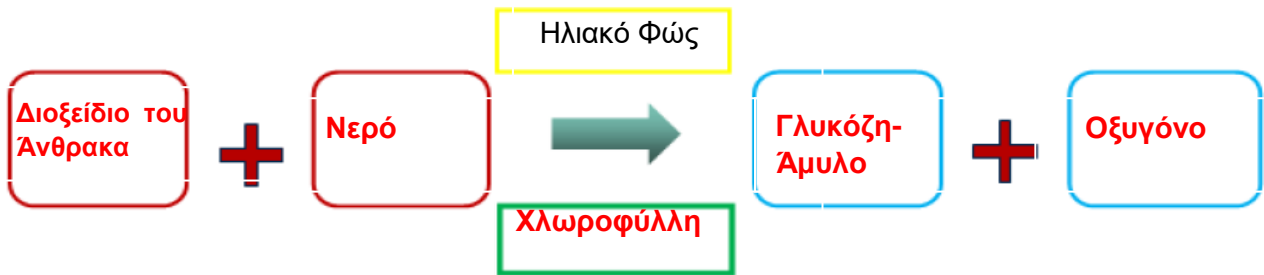 Ηλιακό Φώς
Διοξείδιο του
Άνθρακα
Νερό
Γλυκόζη-
Άμυλο
Οξυγόνο
Χλωροφύλλη